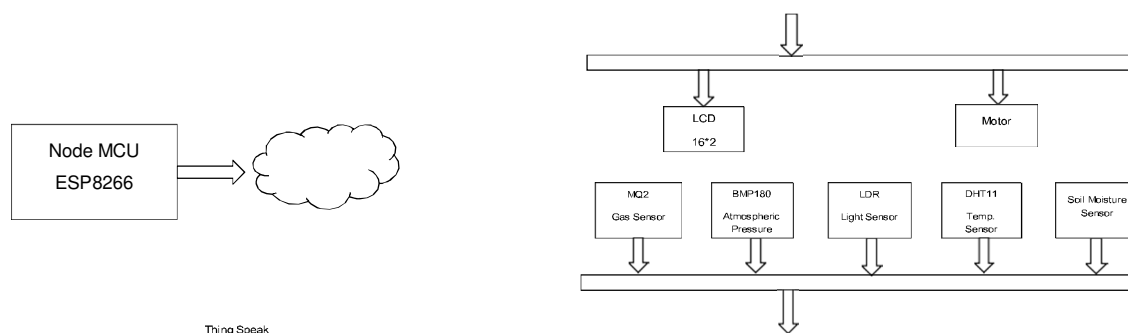 Node MCU
ESP8266
Thing Speak
LCD
16*2
Motor
MQ2
Gas Sensor
BMP180
Atmospheric
Pressure
LDR
Light Sensor
DHT11
Temp.
Sensor
Soil Moisture
Sensor